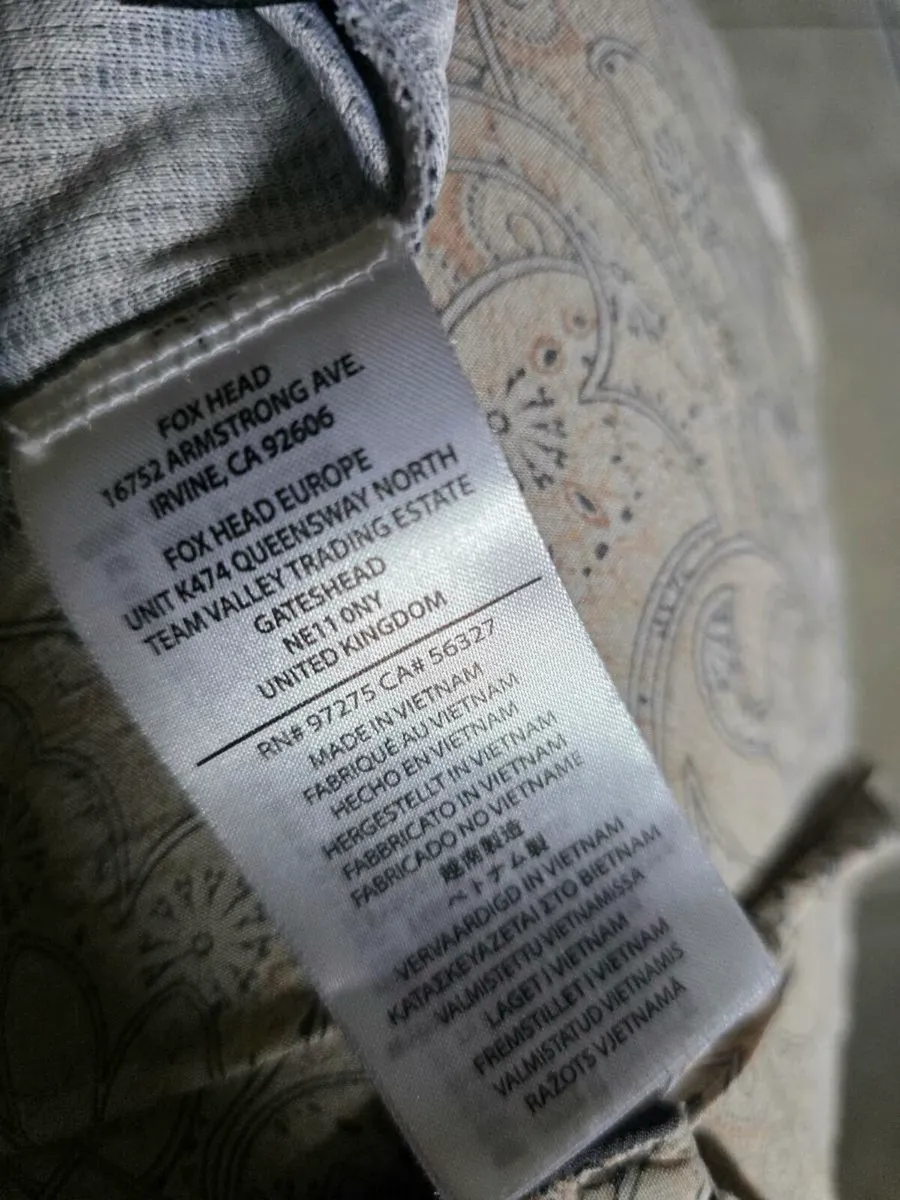 FOX HEAD
16752 ARMSTRONG AVE.
IRVINE, CA 92606
FOX HEAD EUROPE
UNIT K474 QUEENSWAY NORTH
TEAM VALLEY TRADING ESTATE
GATESHEAD
NE11 0NY
UNITED KINGDOM
RN# 97275 CA# 56327
MADE IN VIETNAM
FABRIQUÉ AU VIETNAM
HECHO EN VIETNAM
HERGESTELLT IN VIETNAM
FABBRICATO IN VIETNAM
FABRICADO NO VIETNAME
越南製造
ベトナム製
VERVAARDIGD IN VIETNAM
ΚΑΤΑΣΚΕΥΑΖΕΤΑΙ ΣΤΟ ΒΙΕΤΝΑΜ
VALMISTETTU VIETNAMISSA
LAGET I VIETNAM
FREMSTILLET I VIETNAM
VALMISTATUD VIETNAMIS
RAŽOTS VJETNAMA